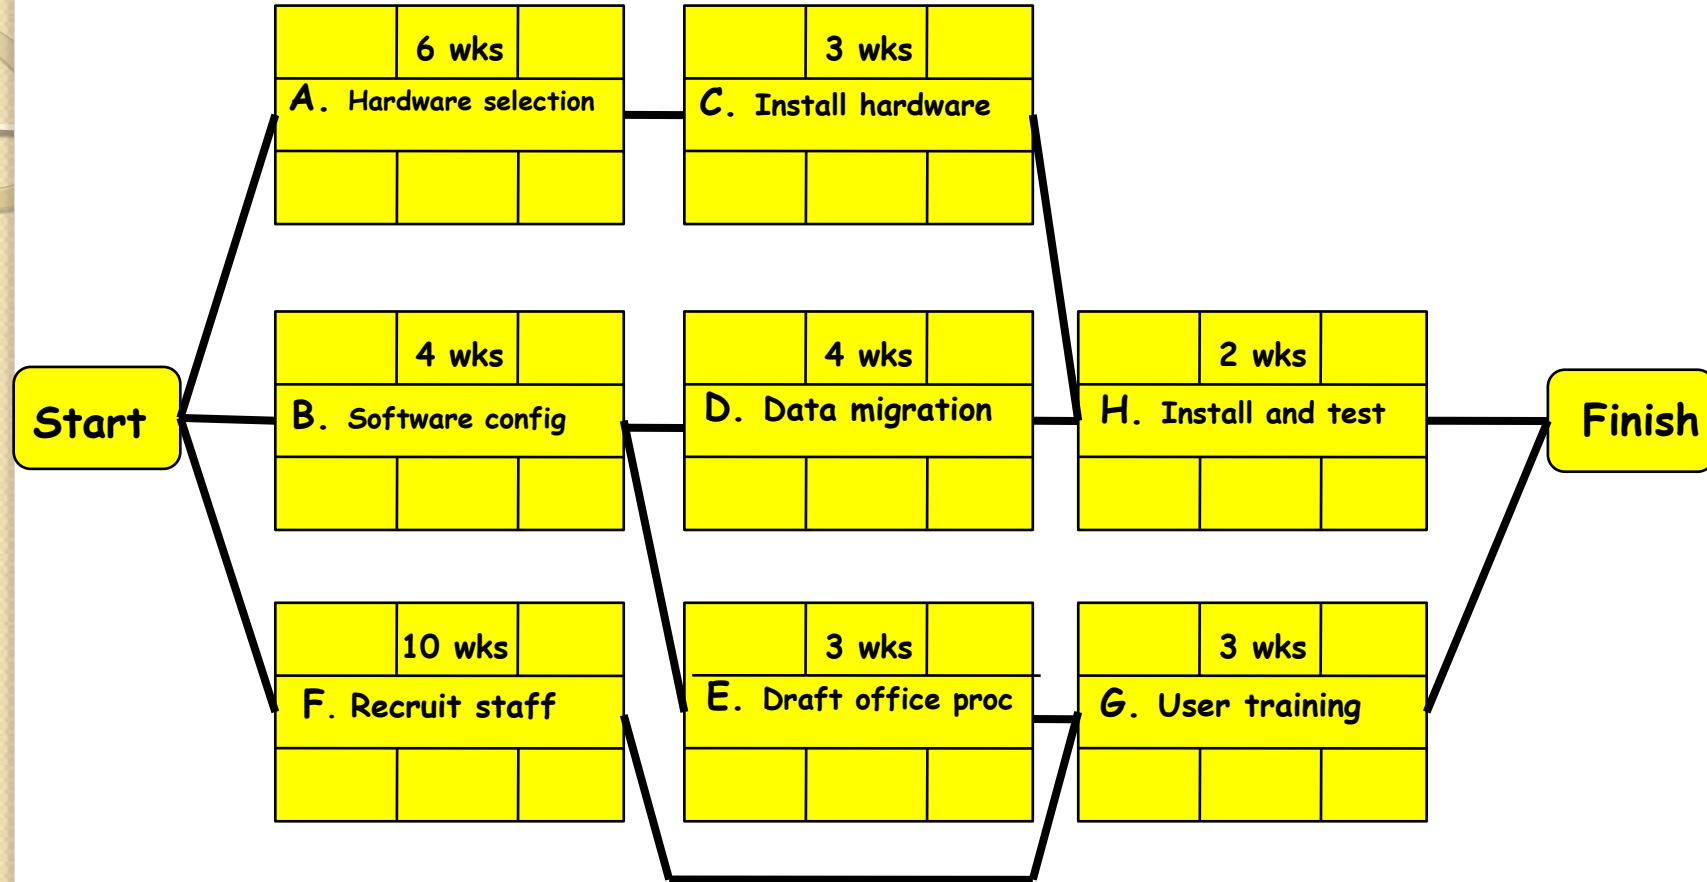 6 wks
3 wks
A. Hardware selection
C. Install hardware
4 wks
4 wks
2 wks
Start
B. Software config
D. Data migration
H. Install and test
Finish
10 wks
3 wks
3 wks
F. Recruit staff
E. Draft office proc
G. User training